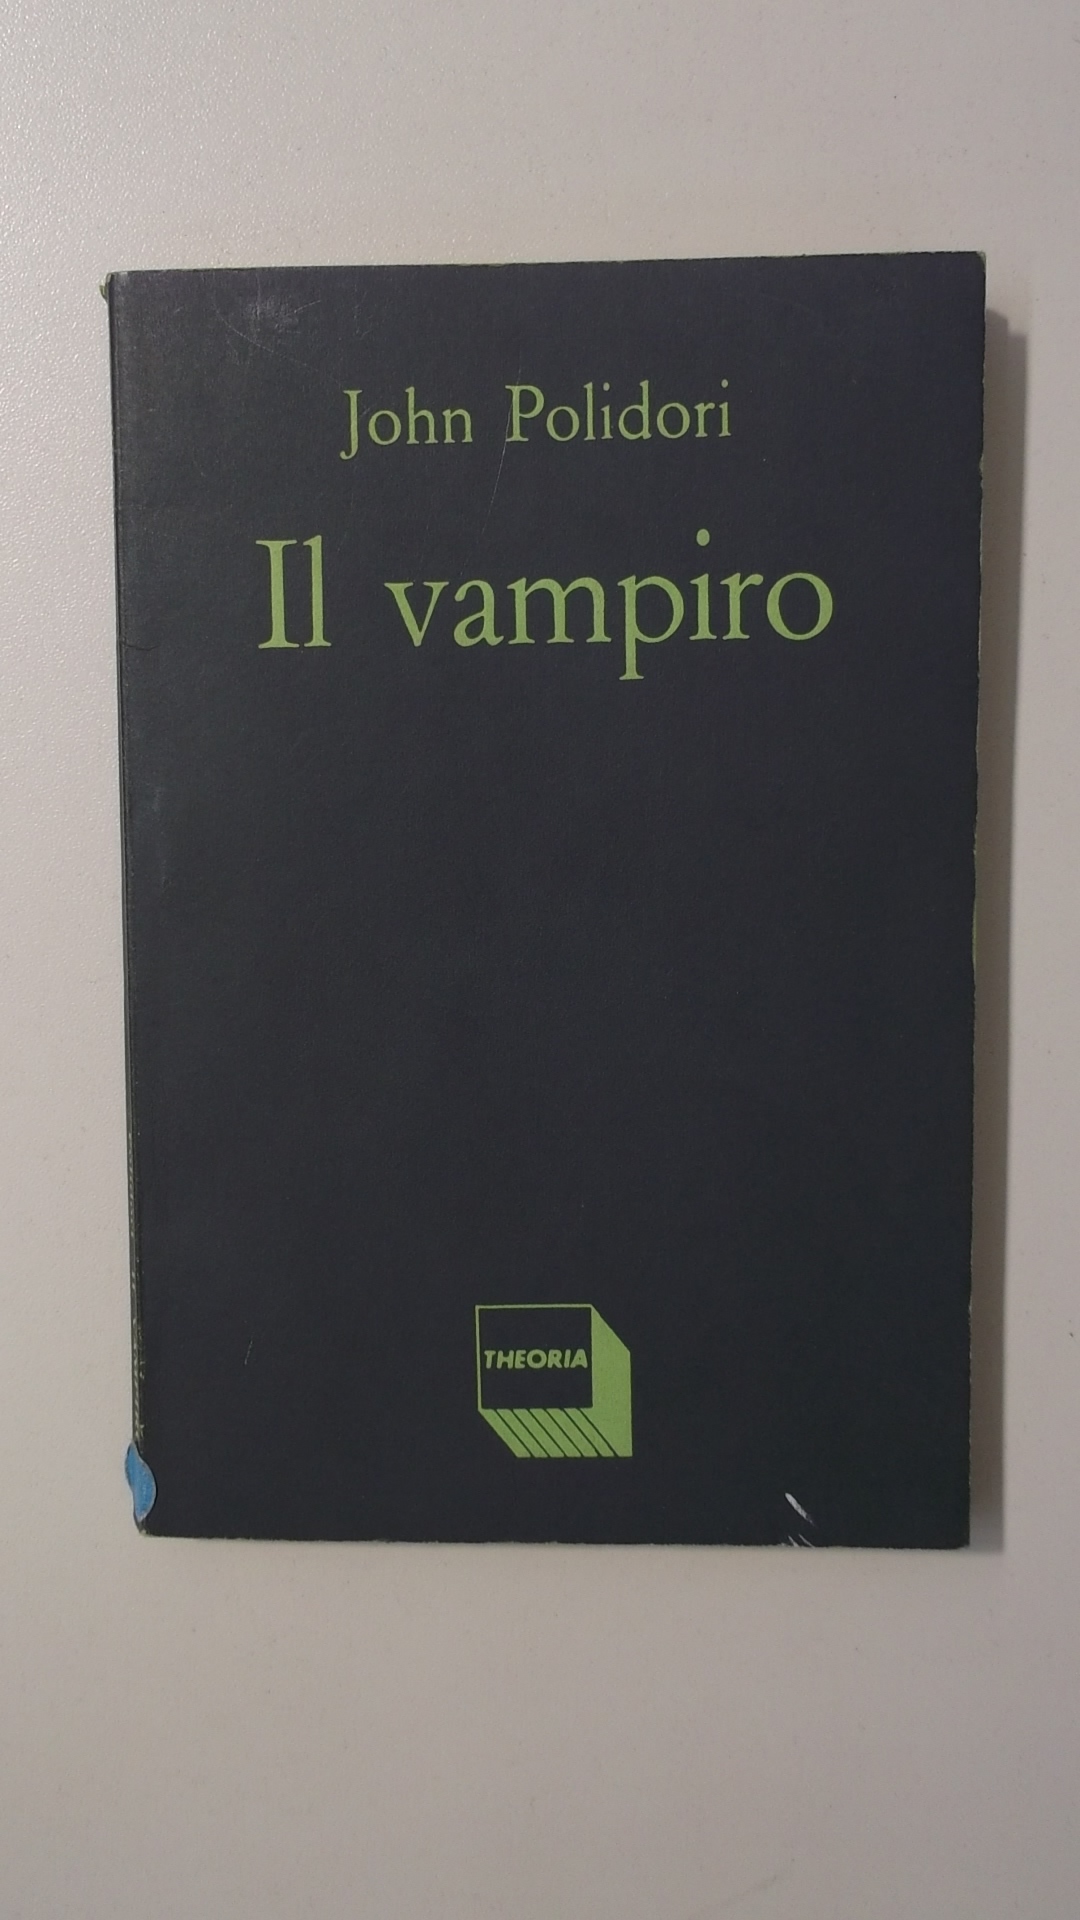 John Polidori
Il vampiro
THEORIA